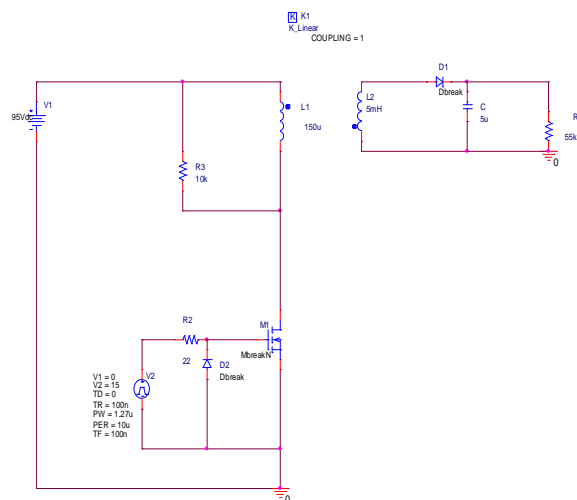 K K1
K_Linear
COUPLING = 1
D1
Dbreak
V1
95Vdc
L1
150u
L2
5mH
C
5u
R
55k
0
R3
10k
R2
22
M1
MbreakN
D2
Dbreak
V2
V1 = 0
V2 = 15
TD = 0
TR = 100n
PW = 1.27u
PER = 10u
TF = 100n
0